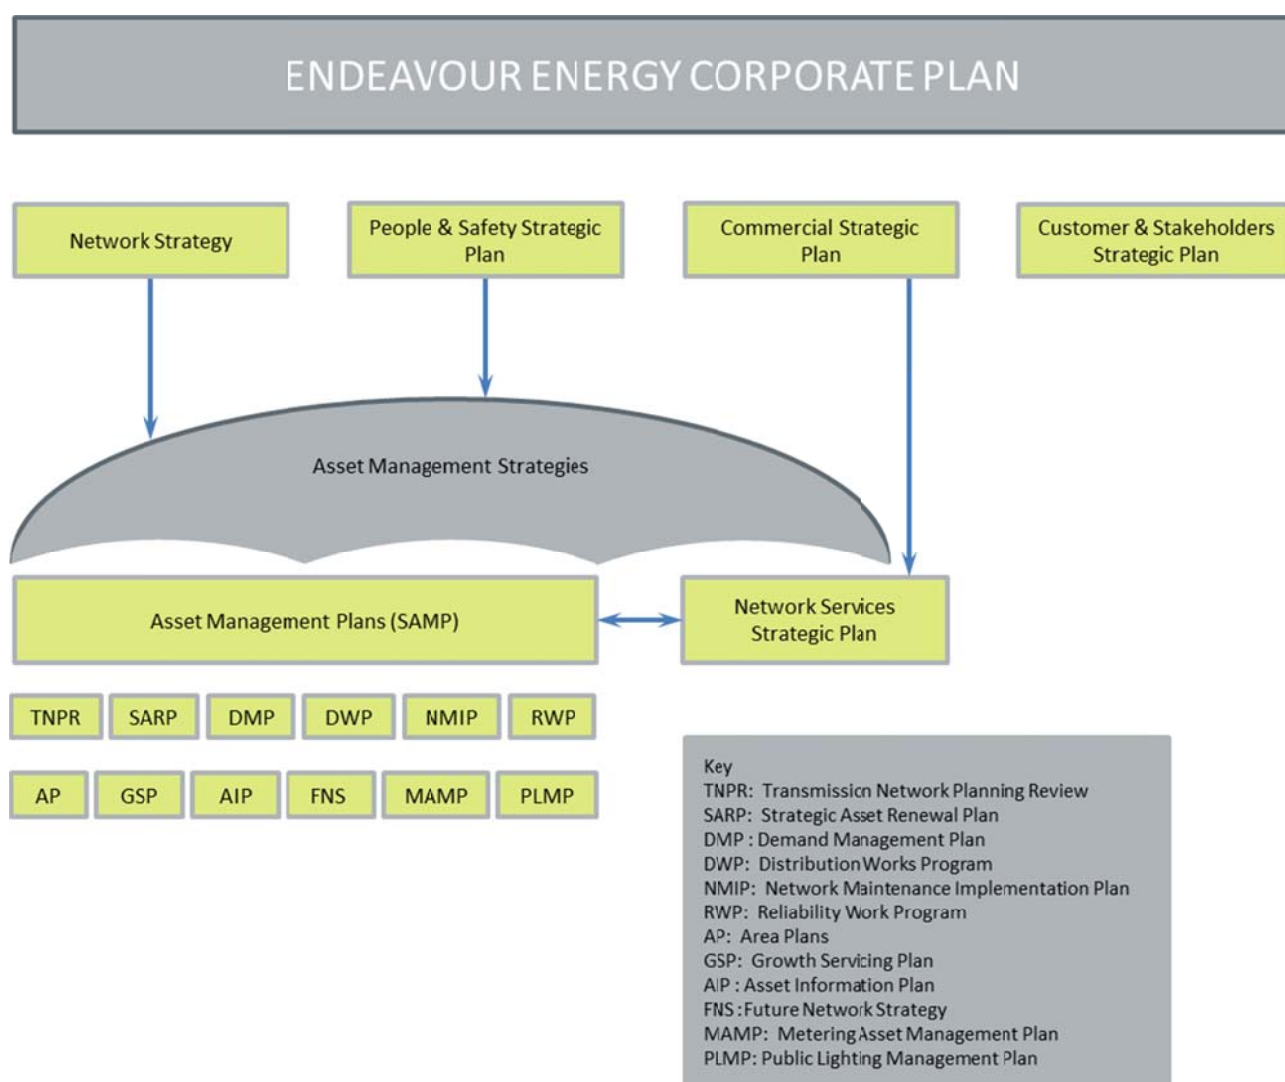 ENDEAVOUR ENERGY CORPORATE PLAN
Network Strategy
People & Safety Strategic
Plan
Commercial Strategic
Plan
Customer & Stakeholders
Strategic Plan
Asset Management Strategies
Asset Management Plans (SAMP)
Network Services
Strategic Plan
TNPR
SARP
DMP
DWP
NMIP
RWP
AP
GSP
AIP
FNS
MAMP
PLMP
Key
TNPR: Transmission Network Planning Review
SARP: Strategic Asset Renewal Plan
DMP : Demand Management Plan
DWP: Distribution Works Program
NMIP: Network Maintenance Implementation Plan
RWP: Reliability Work Program
AP: Area Plans
GSP: Growth Servicing Plan
AIP : Asset Information Plan
FNS :Future Network Strategy
MAMP: Metering Asset Management Plan
PLMP: Public Lighting Management Plan